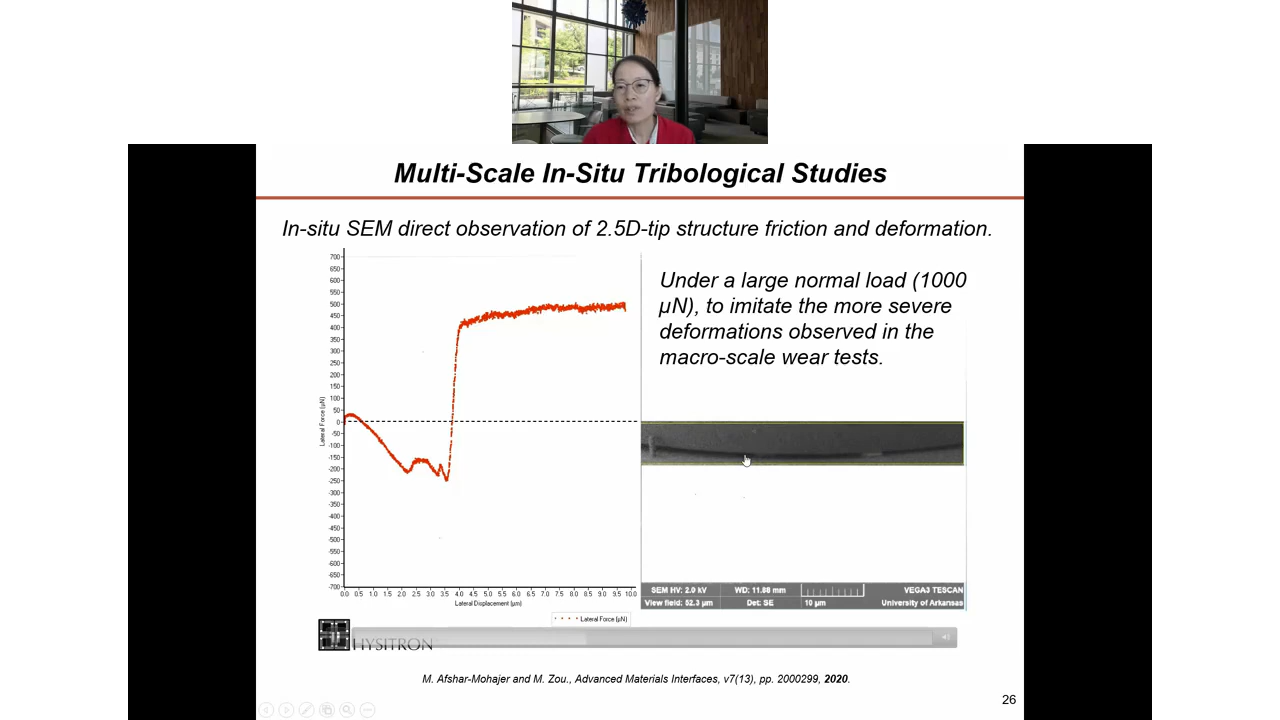 Multi-Scale In-Situ Tribological Studies
In-situ SEM direct observation of 2.5D-tip structure friction and deformation.
Under a large normal load (1000
µN), to imitate the more severe
deformations observed in the
macro-scale wear tests.
700
650
600
550
500
450
400
350
300
250
200
150
100
50
0
-50
-100
-150
-200
-250
-300
-350
-400
-450
-500
-550
-600
-650
-700
Lateral Force (µN)
0.0 0.5 1.0 1.5 2.0 2.5 3.0 3.5 4.0 4.5 5.0 5.5 6.0 6.5 7.0 7.5 8.0 8.5 9.0 9.5 10.0
Lateral Displacement (µm)
Lateral Force (µN)
SEM HV: 2.0 kV WD: 11.88 mm VEGA3 TESCAN
View field: 52.3 µm Det: SE 10 µm University of Arkansas
HYSITRON
M. Afshar-Mohajer and M. Zou., Advanced Materials Interfaces, v7(13), pp. 2000299, 2020.
26